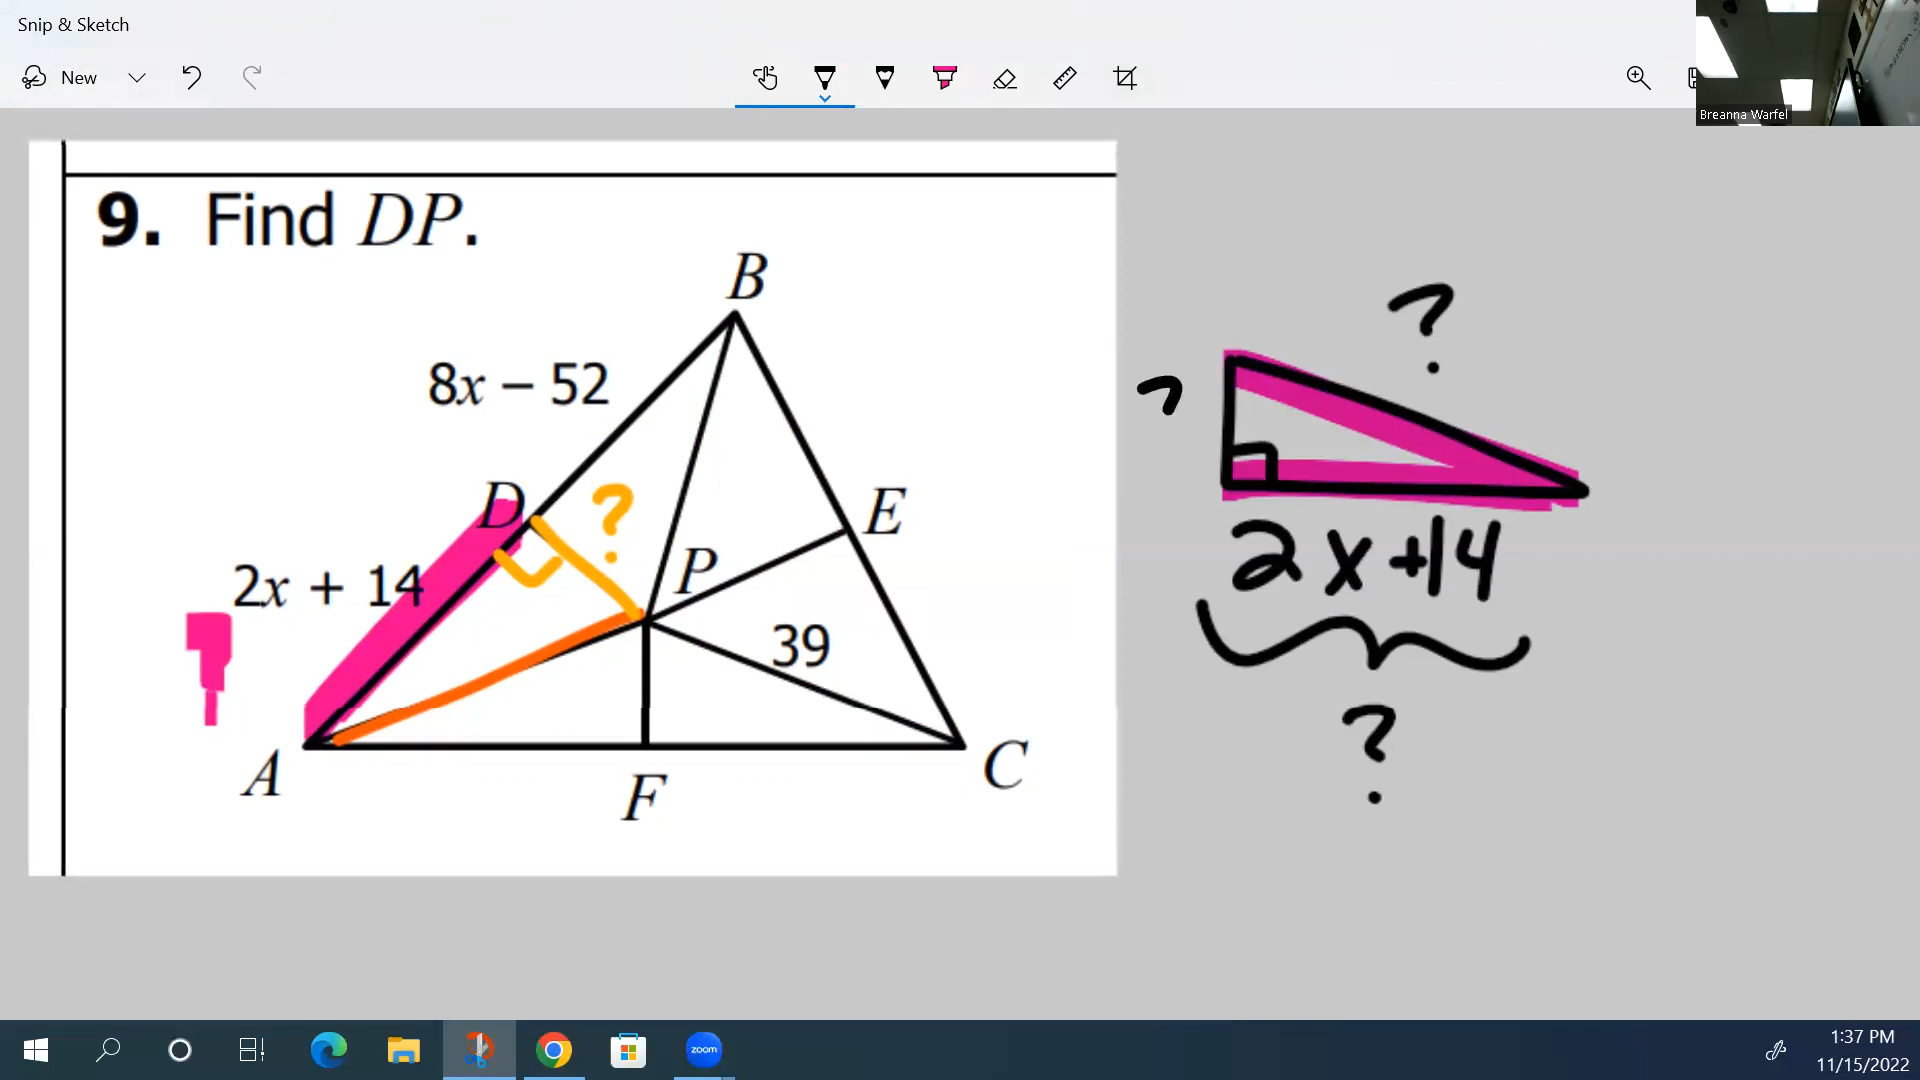 Snip & Sketch
New
Breanna Warfel
9. Find DP.
B
8x – 52
?
?
D
?
E
P
2x + 14
39
2x+14
?
A
F
C
zoom
1:37 PM
11/15/2022